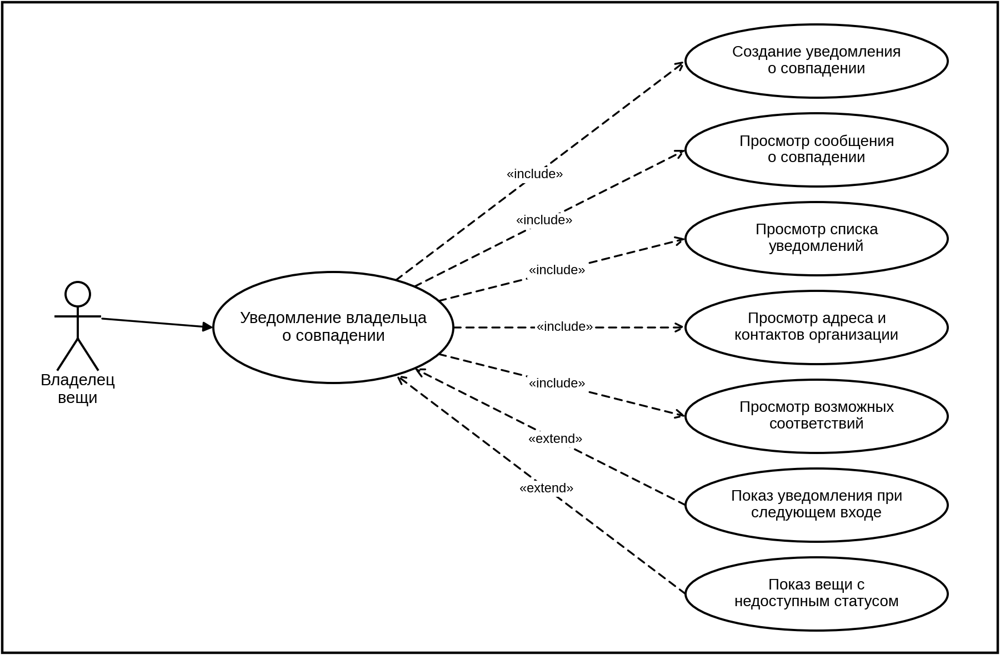 Создание уведомления
о совпадении
«include»
Просмотр сообщения
о совпадении
«include»
Просмотр списка
уведомлений
«include»
Владелец
вещи
Уведомление владельца
о совпадении
«include»
Просмотр адреса и
контактов организации
«include»
Просмотр возможных
соответствий
«extend»
Показ уведомления при
следующем входе
«extend»
Показ вещи с
недоступным статусом